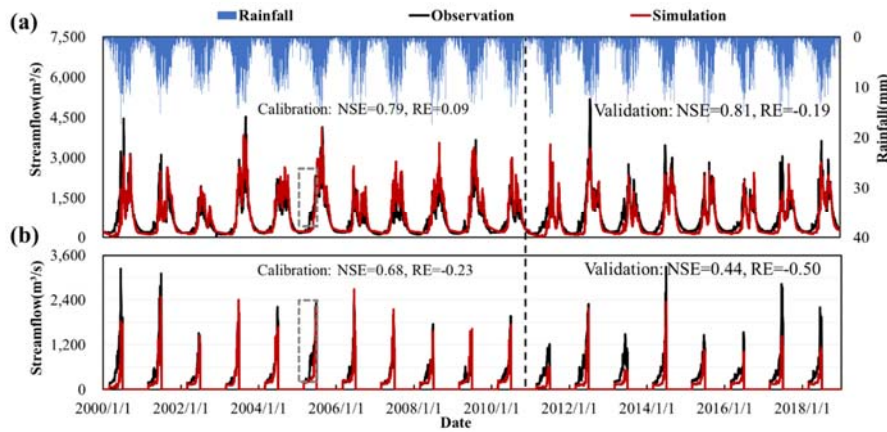 Rainfall Observation Simulation
(a)
7,500 0
6,000 10
Calibration: NSE=0.79, RE=0.09 Validation: NSE=0.81, RE=-0.19
4,500 20
3,000
1,500 30
0 40
Streamflow(m³/s)
Rainfall(mm)
(b)
3,600
Calibration: NSE=0.68, RE=-0.23 Validation: NSE=0.44, RE=-0.50
2,400
1,200
0
Streamflow(m³/s)
2000/1/1 2002/1/1 2004/1/1 2006/1/1 2008/1/1 2010/1/1 2012/1/1 2014/1/1 2016/1/1 2018/1/1
Date